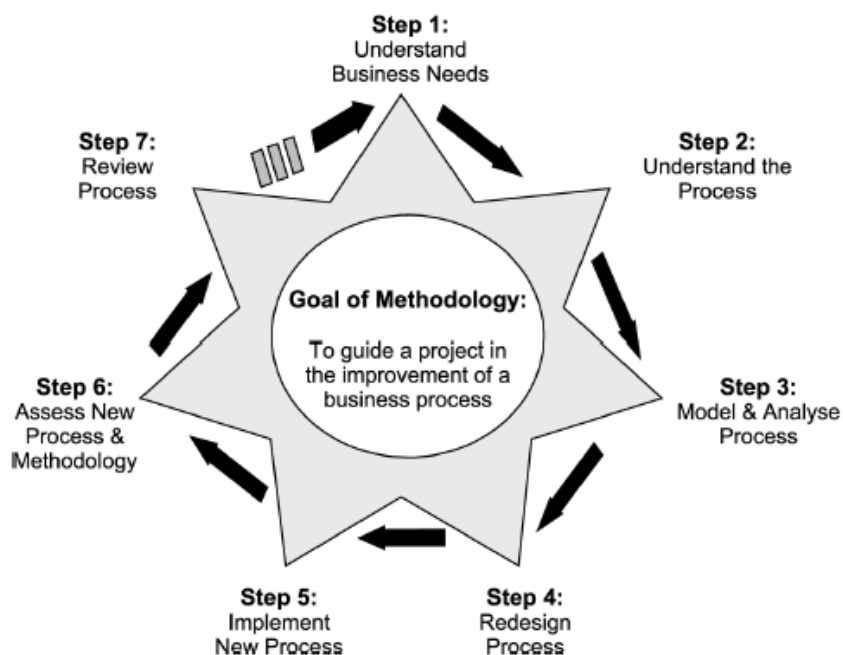 Step 1:
Understand
Business Needs
Step 2:
Understand the
Process
Step 3:
Model & Analyse
Process
Step 4:
Redesign
Process
Step 5:
Implement
New Process
Step 6:
Assess New
Process &
Methodology
Step 7:
Review
Process
Goal of Methodology:
To guide a project in
the improvement of a
business process